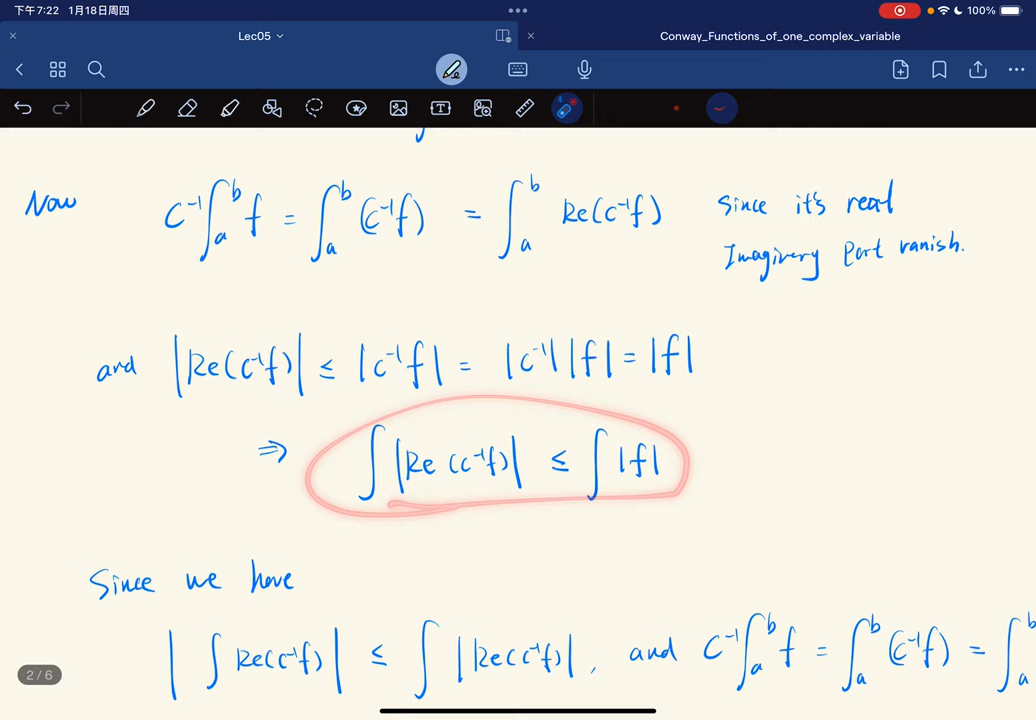 下午7:22 1月18日周四
100%
Lec05
Conway_Functions_of_one_complex_variable
Now C⁻¹∫ₐᵇ f = ∫ₐᵇ (C⁻¹f) = ∫ₐᵇ Re(C⁻¹f) Since it's real
Imaginery part vanish.
and |Re(C⁻¹f)| ≤ |C⁻¹f| = |C⁻¹||f| = |f|
⇒ ∫|Re(C⁻¹f)| ≤ ∫|f|
Since we have
|∫Re(C⁻¹f)| ≤ ∫|Re(C⁻¹f)|, and C⁻¹∫ₐᵇ f = ∫ₐᵇ (C⁻¹f) = ∫ₐᵇ
2/6